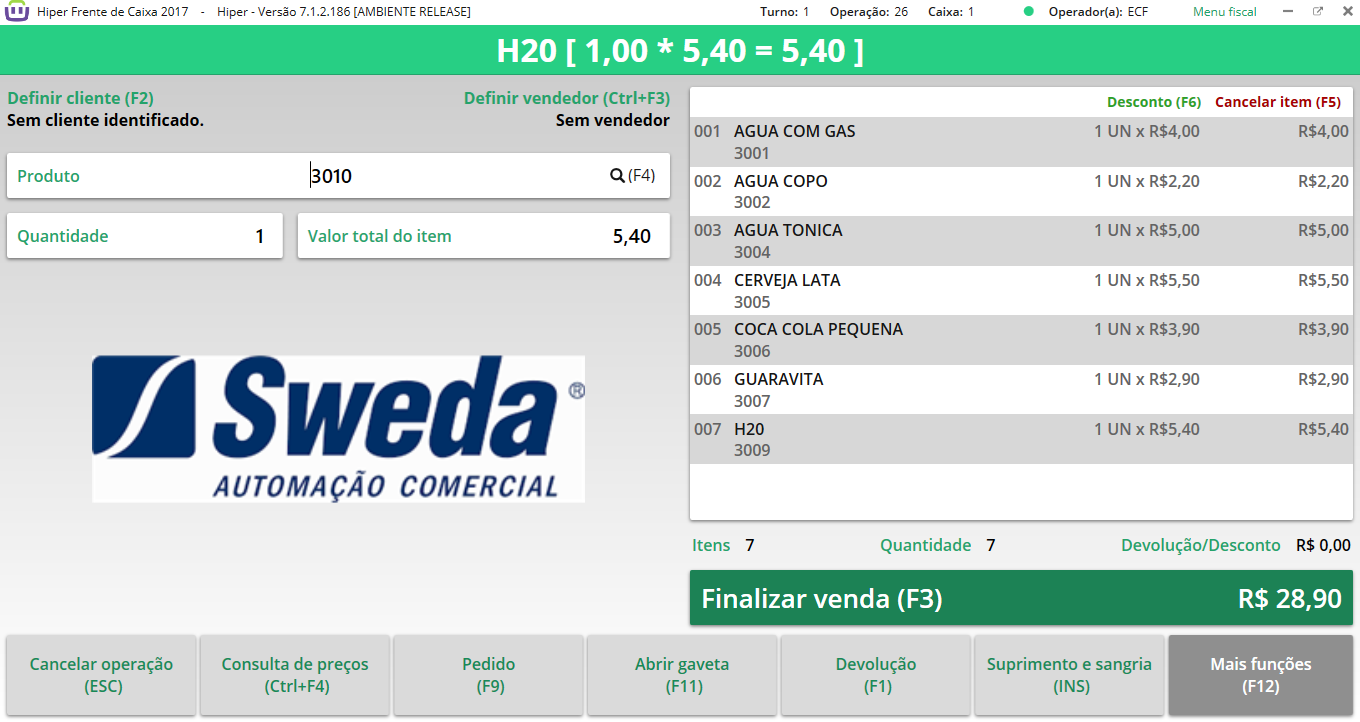 Hiper Frente de Caixa 2017 - Hiper - Versão 7.1.2.186 [AMBIENTE RELEASE] Turno: 1 Operação: 26 Caixa: 1 Operador(a): ECF Menu fiscal
H20 [ 1,00 * 5,40 = 5,40 ]
Definir cliente (F2) Definir vendedor (Ctrl+F3)
Sem cliente identificado. Sem vendedor
Produto 3010 (F4)
Quantidade 1 Valor total do item 5,40
Sweda ®
AUTOMAÇÃO COMERCIAL
Desconto (F6) Cancelar item (F5)
001 AGUA COM GAS 1 UN x R$4,00 R$4,00
3001
002 AGUA COPO 1 UN x R$2,20 R$2,20
3002
003 AGUA TONICA 1 UN x R$5,00 R$5,00
3004
004 CERVEJA LATA 1 UN x R$5,50 R$5,50
3005
005 COCA COLA PEQUENA 1 UN x R$3,90 R$3,90
3006
006 GUARAVITA 1 UN x R$2,90 R$2,90
3007
007 H20 1 UN x R$5,40 R$5,40
3009
Itens 7 Quantidade 7 Devolução/Desconto R$ 0,00
Finalizar venda (F3) R$ 28,90
Cancelar operação (ESC)
Consulta de preços (Ctrl+F4)
Pedido (F9)
Abrir gaveta (F11)
Devolução (F1)
Suprimento e sangria (INS)
Mais funções (F12)